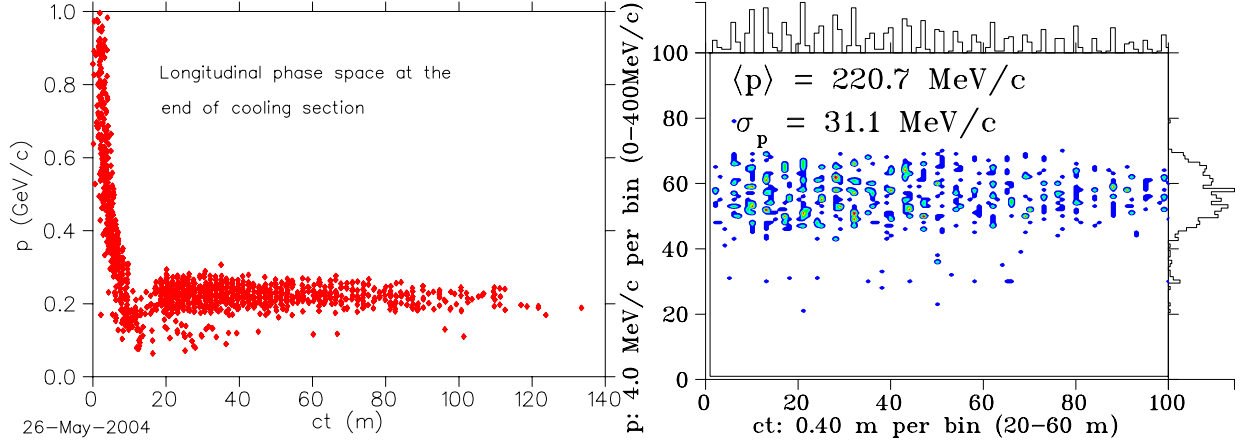 1.0
0.8
0.6
0.4
0.2
0.0
p (GeV/c)
Longitudinal phase space at the
end of cooling section
0 20 40 60 80 100 120 140
ct (m)
26-May-2004
p: 4.0 MeV/c per bin (0-400MeV/c)
100
80
60
40
20
0
⟨p⟩ = 220.7 MeV/c
σp = 31.1 MeV/c
0 20 40 60 80 100
ct: 0.40 m per bin (20-60 m)